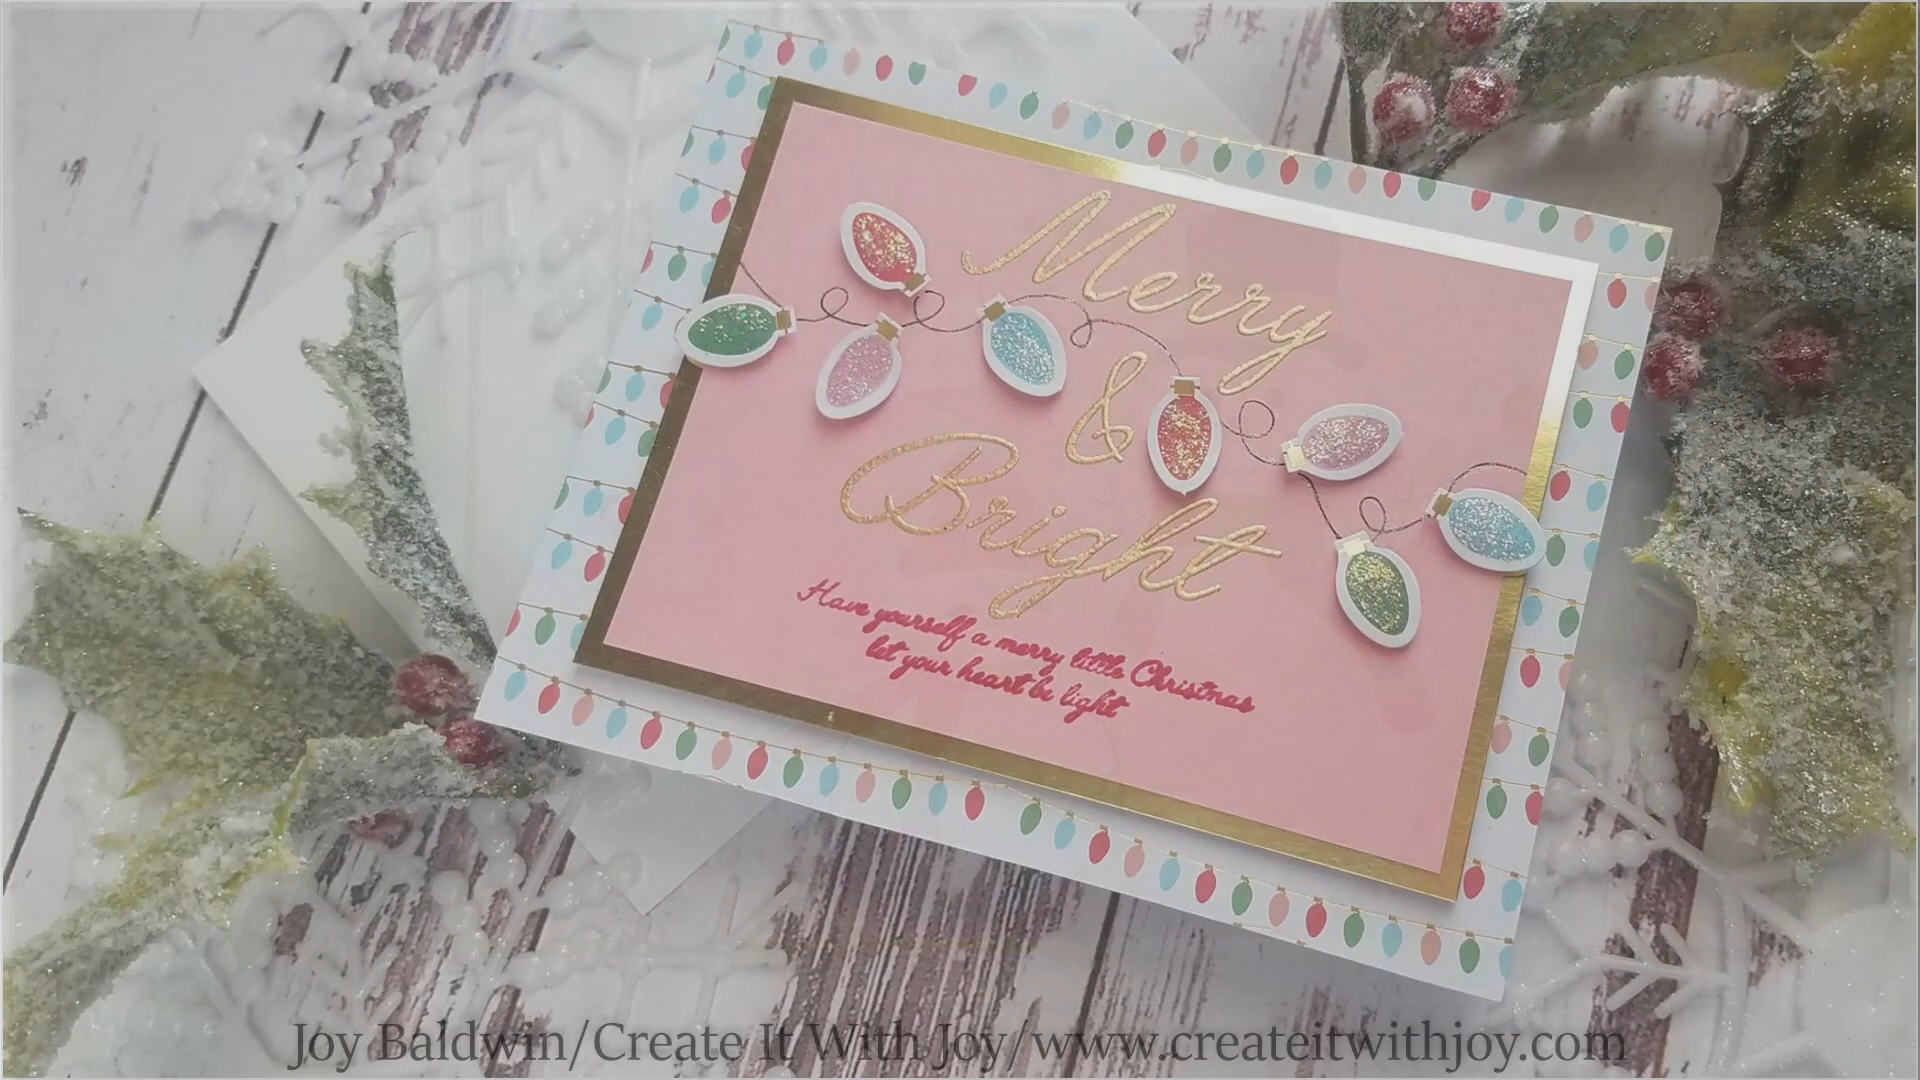 Merry
&
Bright
Have yourself a merry little Christmas
let your heart be light
Joy Baldwin/Create It With Joy/www.createitwithjoy.com